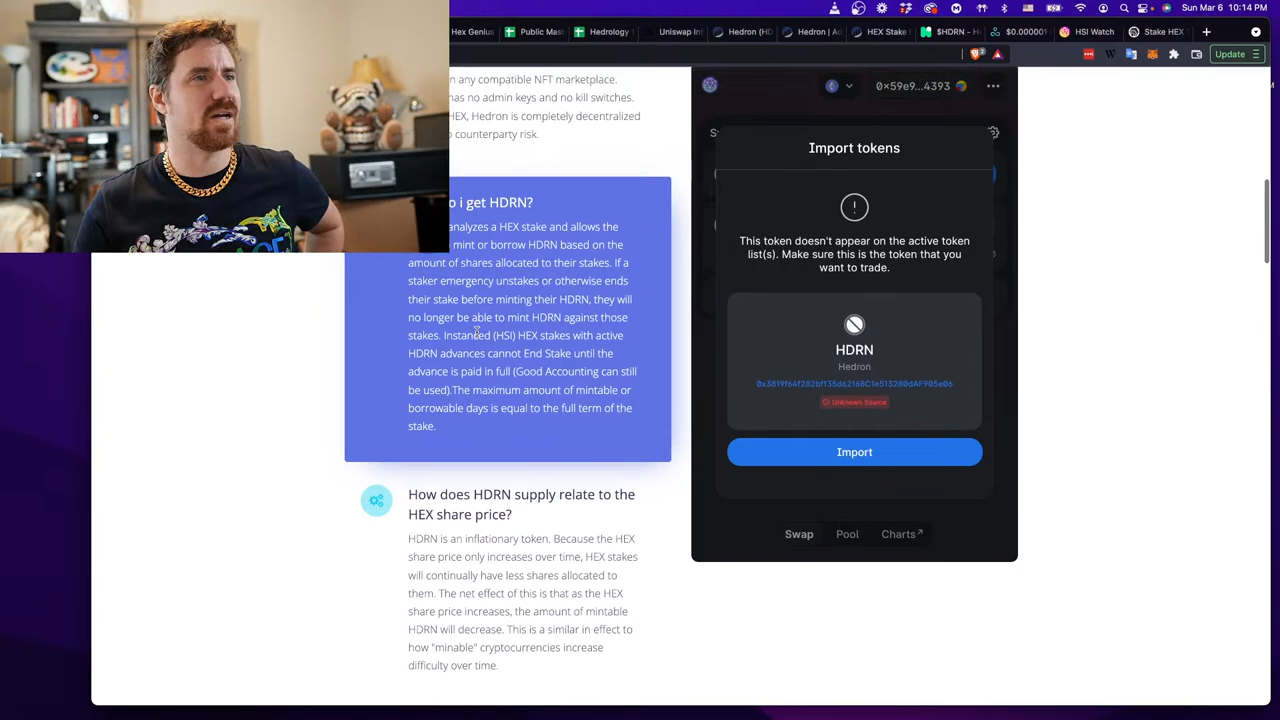 Sun Mar 6 10:14 PM
Hex Genius
Public Mast
Hedrology
Uniswap In
Hedron (HD
Hedron | Ad
HEX Stake
$HDRN - H
$0.000001
HSI Watch
Stake HEX
Update
n any compatible NFT marketplace.
has no admin keys and no kill switches.
HEX, Hedron is completely decentralized
o counterparty risk.
o i get HDRN?
analyzes a HEX stake and allows the
mint or borrow HDRN based on the
amount of shares allocated to their stakes. If a
staker emergency unstakes or otherwise ends
their stake before minting their HDRN, they will
no longer be able to mint HDRN against those
stakes. Instanced (HSI) HEX stakes with active
HDRN advances cannot End Stake until the
advance is paid in full (Good Accounting can still
be used).The maximum amount of mintable or
borrowable days is equal to the full term of the
stake.
How does HDRN supply relate to the
HEX share price?
HDRN is an inflationary token. Because the HEX
share price only increases over time, HEX stakes
will continually have less shares allocated to
them. The net effect of this is that as the HEX
share price increases, the amount of mintable
HDRN will decrease. This is a similar in effect to
how "minable" cryptocurrencies increase
difficulty over time.
0x59e9...4393
Import tokens
This token doesn't appear on the active token
list(s). Make sure this is the token that you
want to trade.
HDRN
Hedron
0x3819f64f282bf135d62168C1e513280dAF905e06
Unknown Source
Import
Swap
Pool
Charts↗